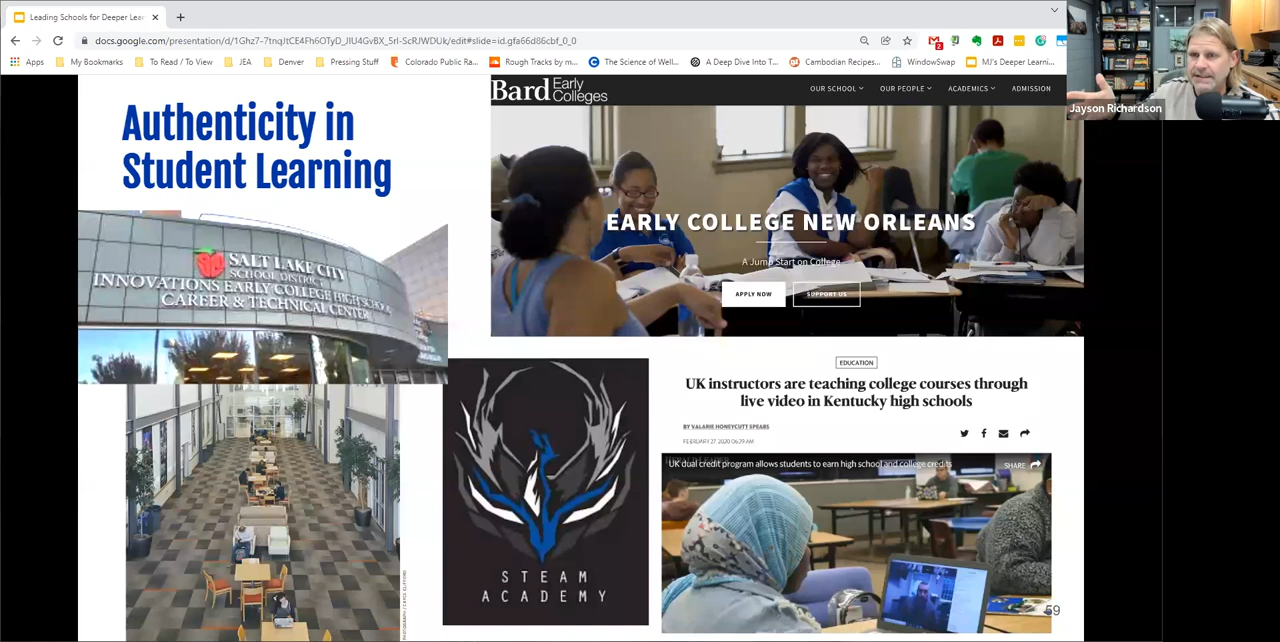 Leading Schools for Deeper Lear
docs.google.com/presentation/d/1Ghz7-7tnqJtCE4Fh6OTyD_JIU4GvBX_5rl-ScRJWDUk/edit#slide=id.gfa66d86cbf_0_0
2
Apps
My Bookmarks
To Read / To View
JEA
Denver
Pressing Stuff
Colorado Public Ra...
Rough Tracks by m...
The Science of Well...
A Deep Dive Into T...
Cambodian Recipes...
WindowSwap
MJ's Deeper Learni...
Jayson Richardson
Authenticity in
Student Learning
Bard Early
Colleges
OUR SCHOOL
OUR PEOPLE
ACADEMICS
ADMISSION
EARLY COLLEGE NEW ORLEANS
A Jump Start on College
APPLY NOW
SUPPORT US
SALT LAKE CITY
SCHOOL DISTRICT
INNOVATIONS EARLY COLLEGE HIGH SCHOOL
CAREER & TECHNICAL CENTER
STEAM
ACADEMY
EDUCATION
UK instructors are teaching college courses through
live video in Kentucky high schools
BY VALARIE HONEYCUTT SPEARS
FEBRUARY 27, 2020 06:29 AM
UK dual credit program allows students to earn high school and college credits
SHARE
59